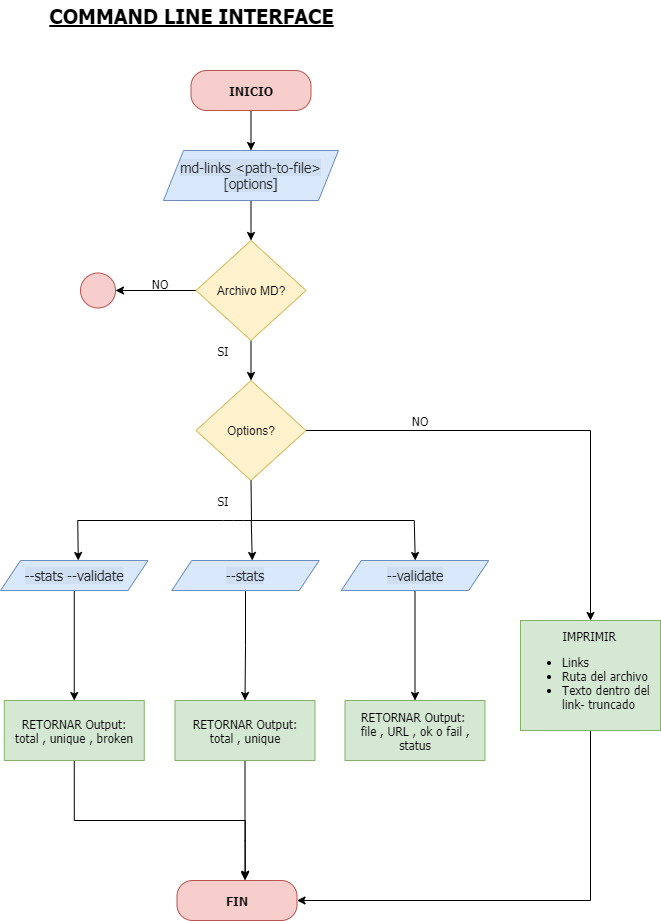 COMMAND LINE INTERFACE
INICIO
md-links <path-to-file>
[options]
Archivo MD?
NO
SI
Options?
NO
SI
--stats --validate
--stats
--validate
IMPRIMIR
• Links
• Ruta del archivo
• Texto dentro del
link- truncado
RETORNAR Output:
total , unique , broken
RETORNAR Output:
total , unique
RETORNAR Output:
file , URL , ok o fail ,
status
FIN